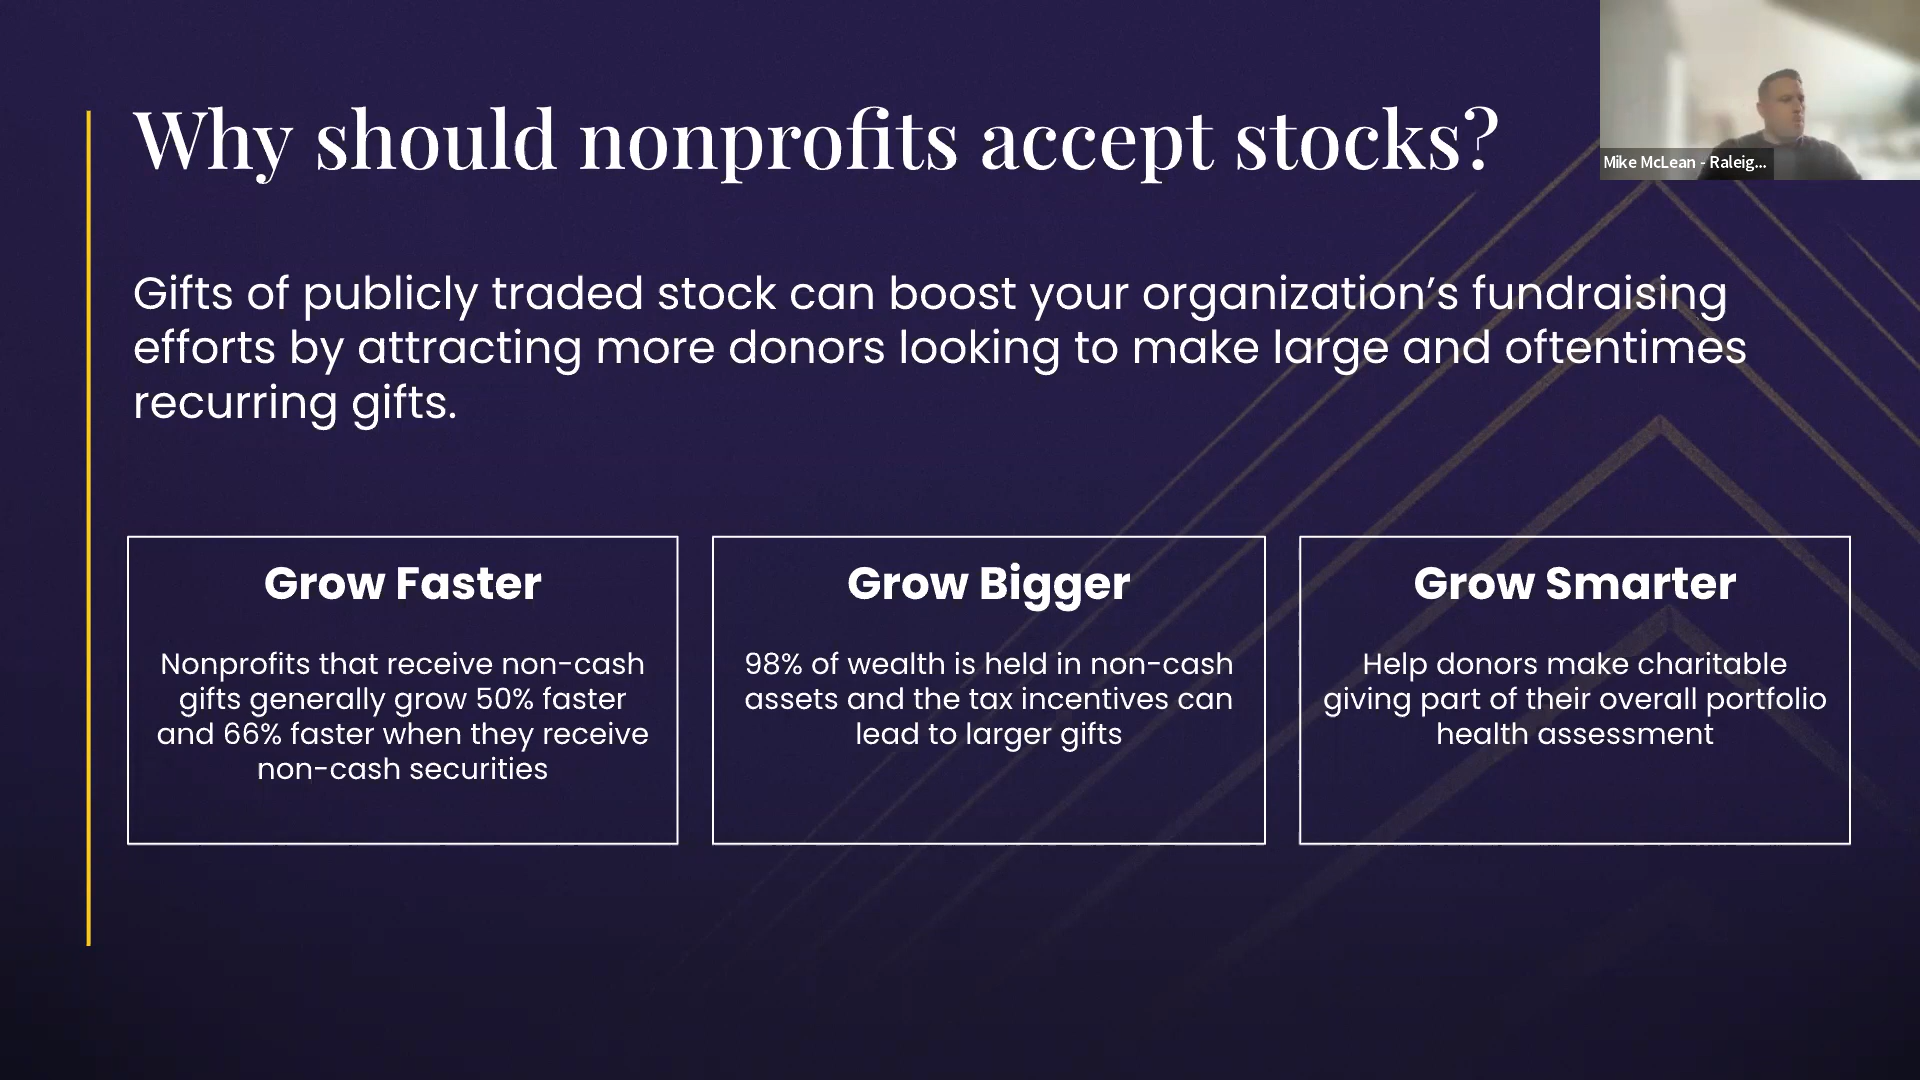 Why should nonprofits accept stocks?
Mike McLean - Raleig...
Gifts of publicly traded stock can boost your organization’s fundraising
efforts by attracting more donors looking to make large and oftentimes
recurring gifts.
Grow Faster
Nonprofits that receive non-cash
gifts generally grow 50% faster
and 66% faster when they receive
non-cash securities
Grow Bigger
98% of wealth is held in non-cash
assets and the tax incentives can
lead to larger gifts
Grow Smarter
Help donors make charitable
giving part of their overall portfolio
health assessment